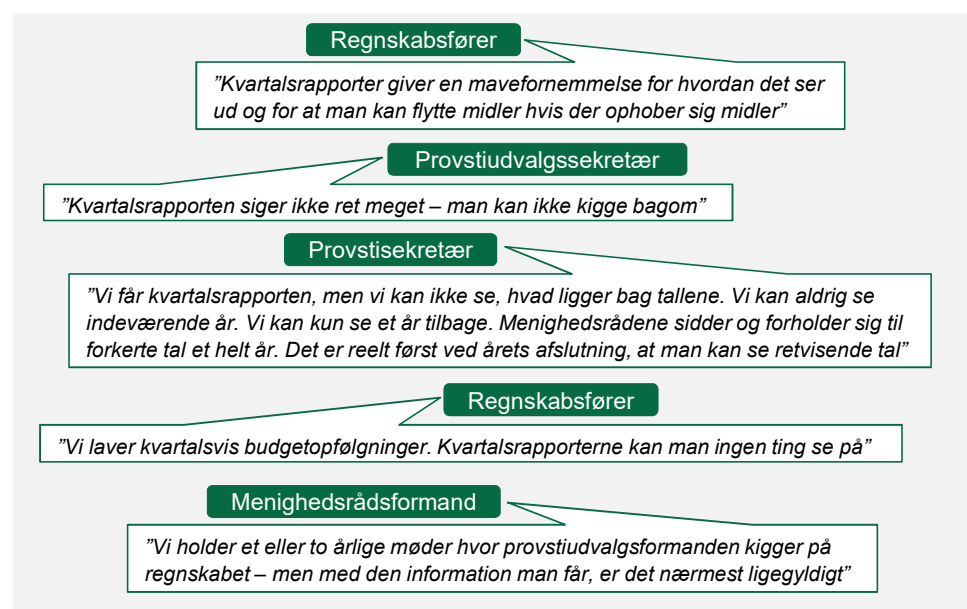 Regnskabsfører
”Kvartalsrapporter giver en mavefornemmelse for hvordan det ser
ud og for at man kan flytte midler hvis der ophober sig midler”
Provstiudvalgssekretær
”Kvartalsrapporten siger ikke ret meget – man kan ikke kigge bagom”
Provstisekretær
”Vi får kvartalsrapporten, men vi kan ikke se, hvad ligger bag tallene. Vi kan aldrig se
indeværende år. Vi kan kun se et år tilbage. Menighedsrådene sidder og forholder sig til
forkerte tal et helt år. Det er reelt først ved årets afslutning, at man kan se retvisende tal”
Regnskabsfører
”Vi laver kvartalsvis budgetopfølgninger. Kvartalsrapporterne kan man ingen ting se på”
Menighedsrådsformand
”Vi holder et eller to årlige møder hvor provstiudvalgsformanden kigger på
regnskabet – men med den information man får, er det nærmest ligegyldigt”